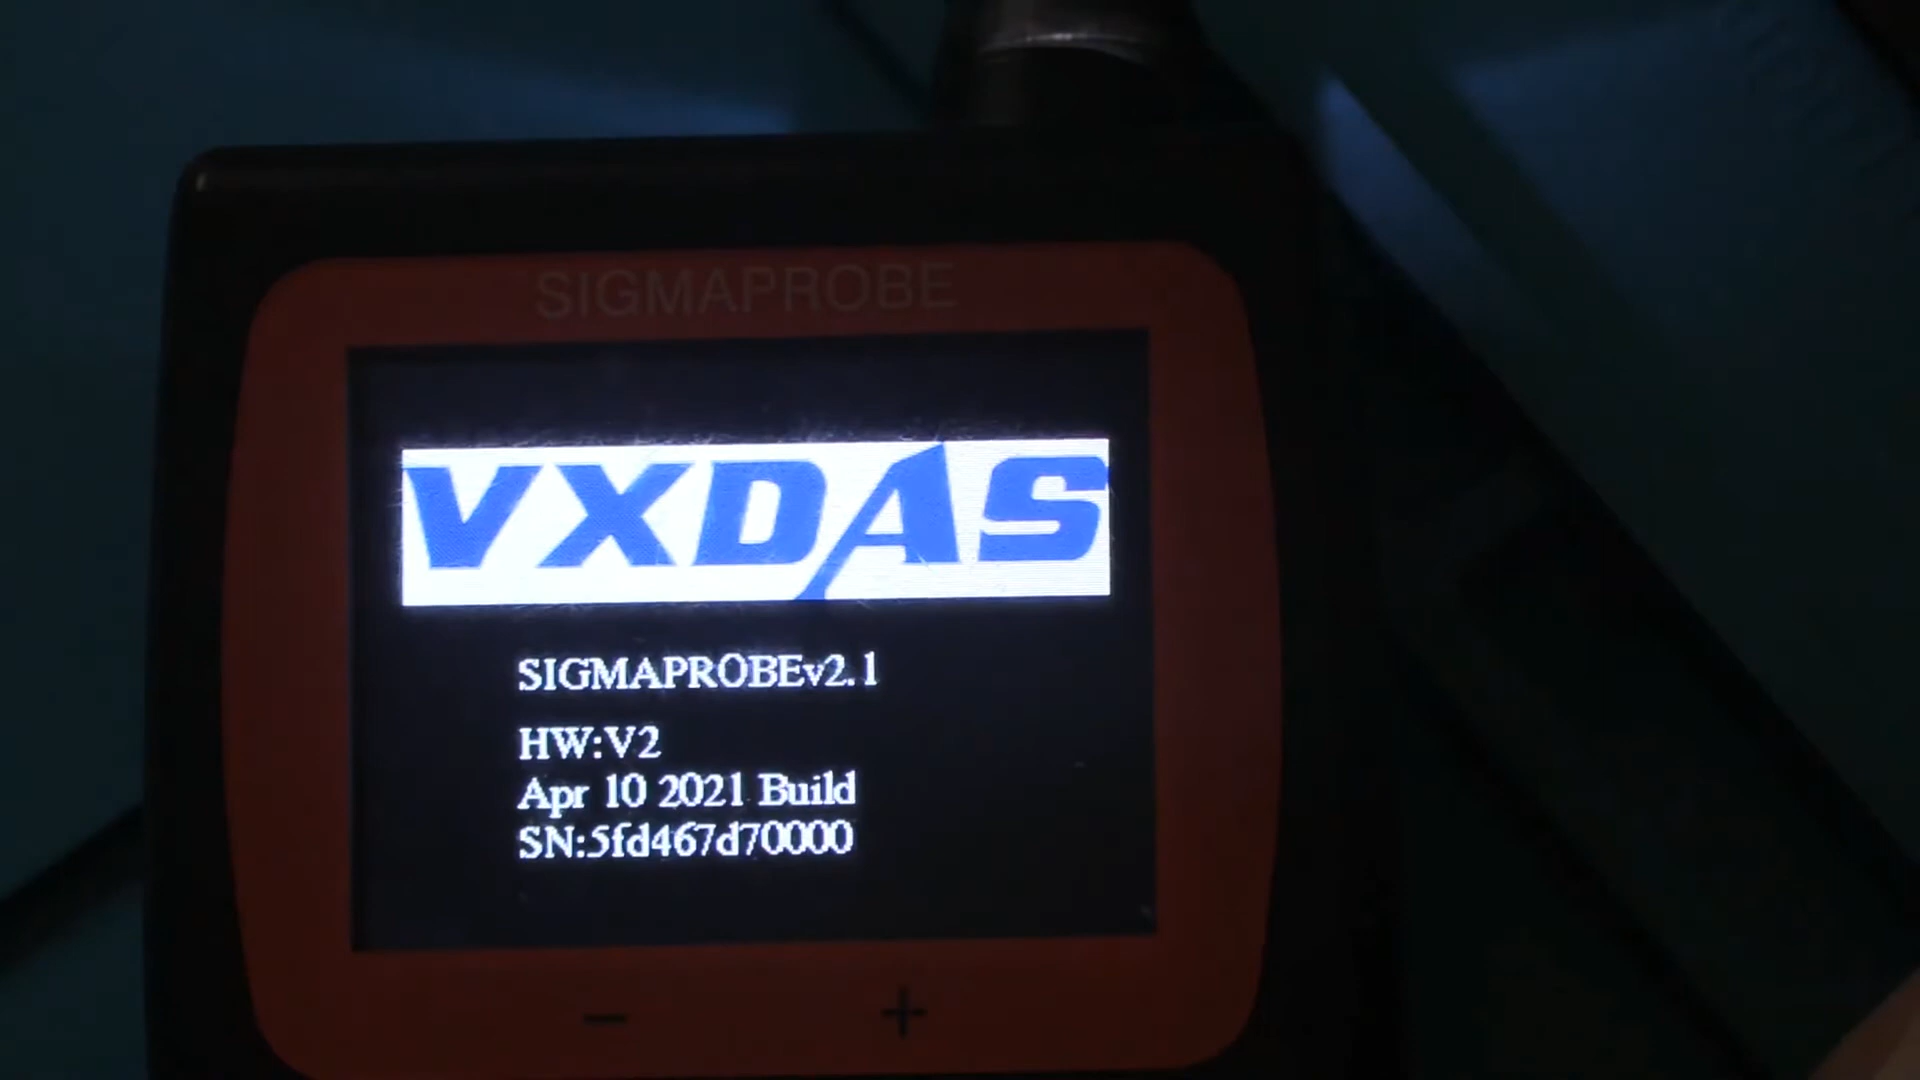 SIGMAPROBE
VXDAS
SIGMAPROBEv2.1
HW:V2
Apr 10 2021 Build
SN:5fd467d70000
− +